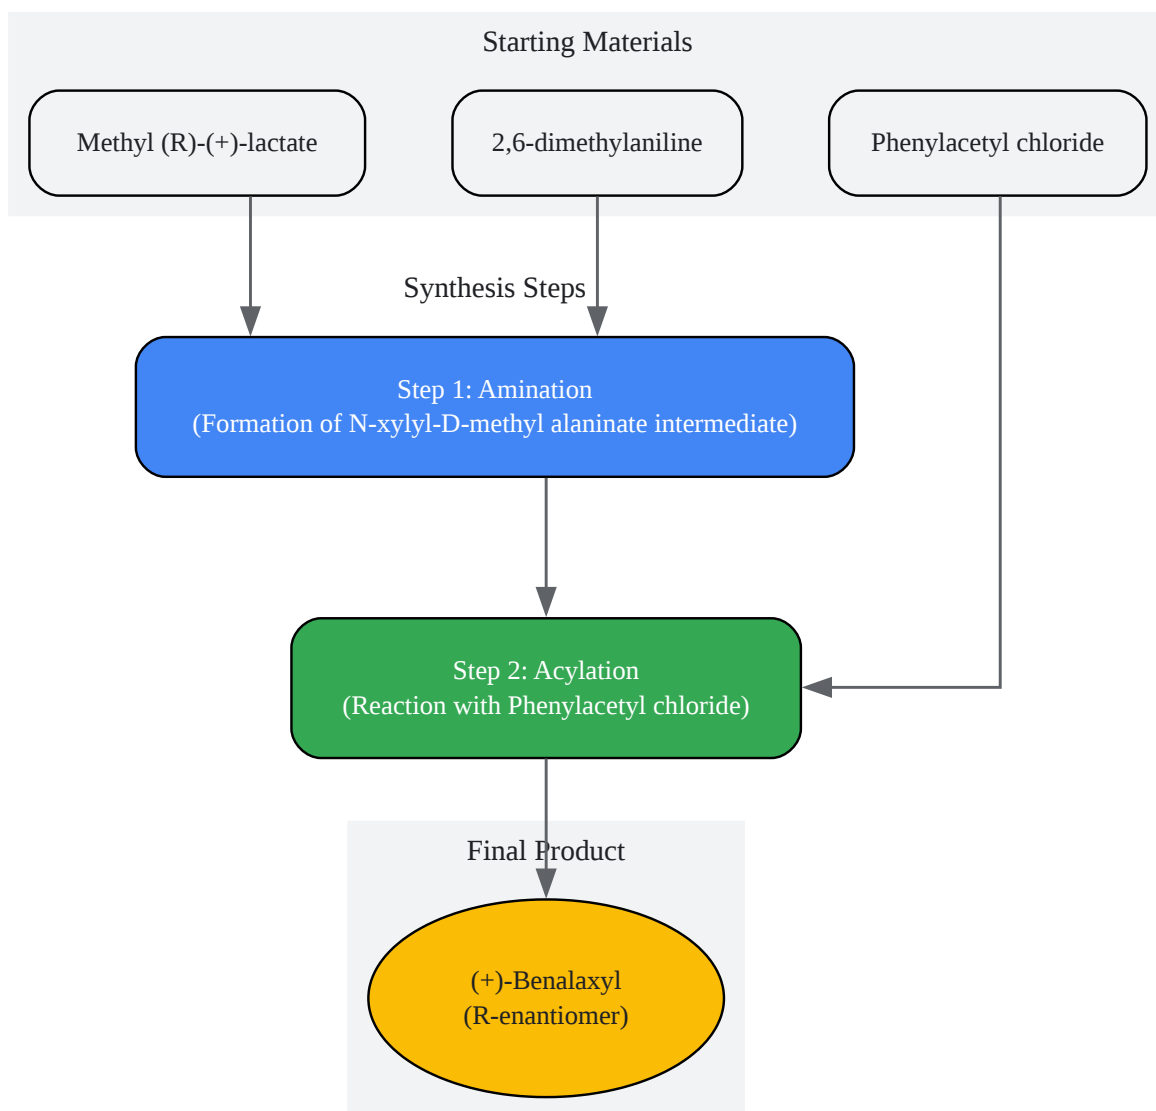 Starting Materials
Methyl (R)-(+)-lactate
2,6-dimethylaniline
Phenylacetyl chloride
Synthesis Steps
Step 1: Amination
(Formation of N-xylyl-D-methyl alaninate intermediate)
Step 2: Acylation
(Reaction with Phenylacetyl chloride)
Final Product
(+)-Benalaxyl
(R-enantiomer)